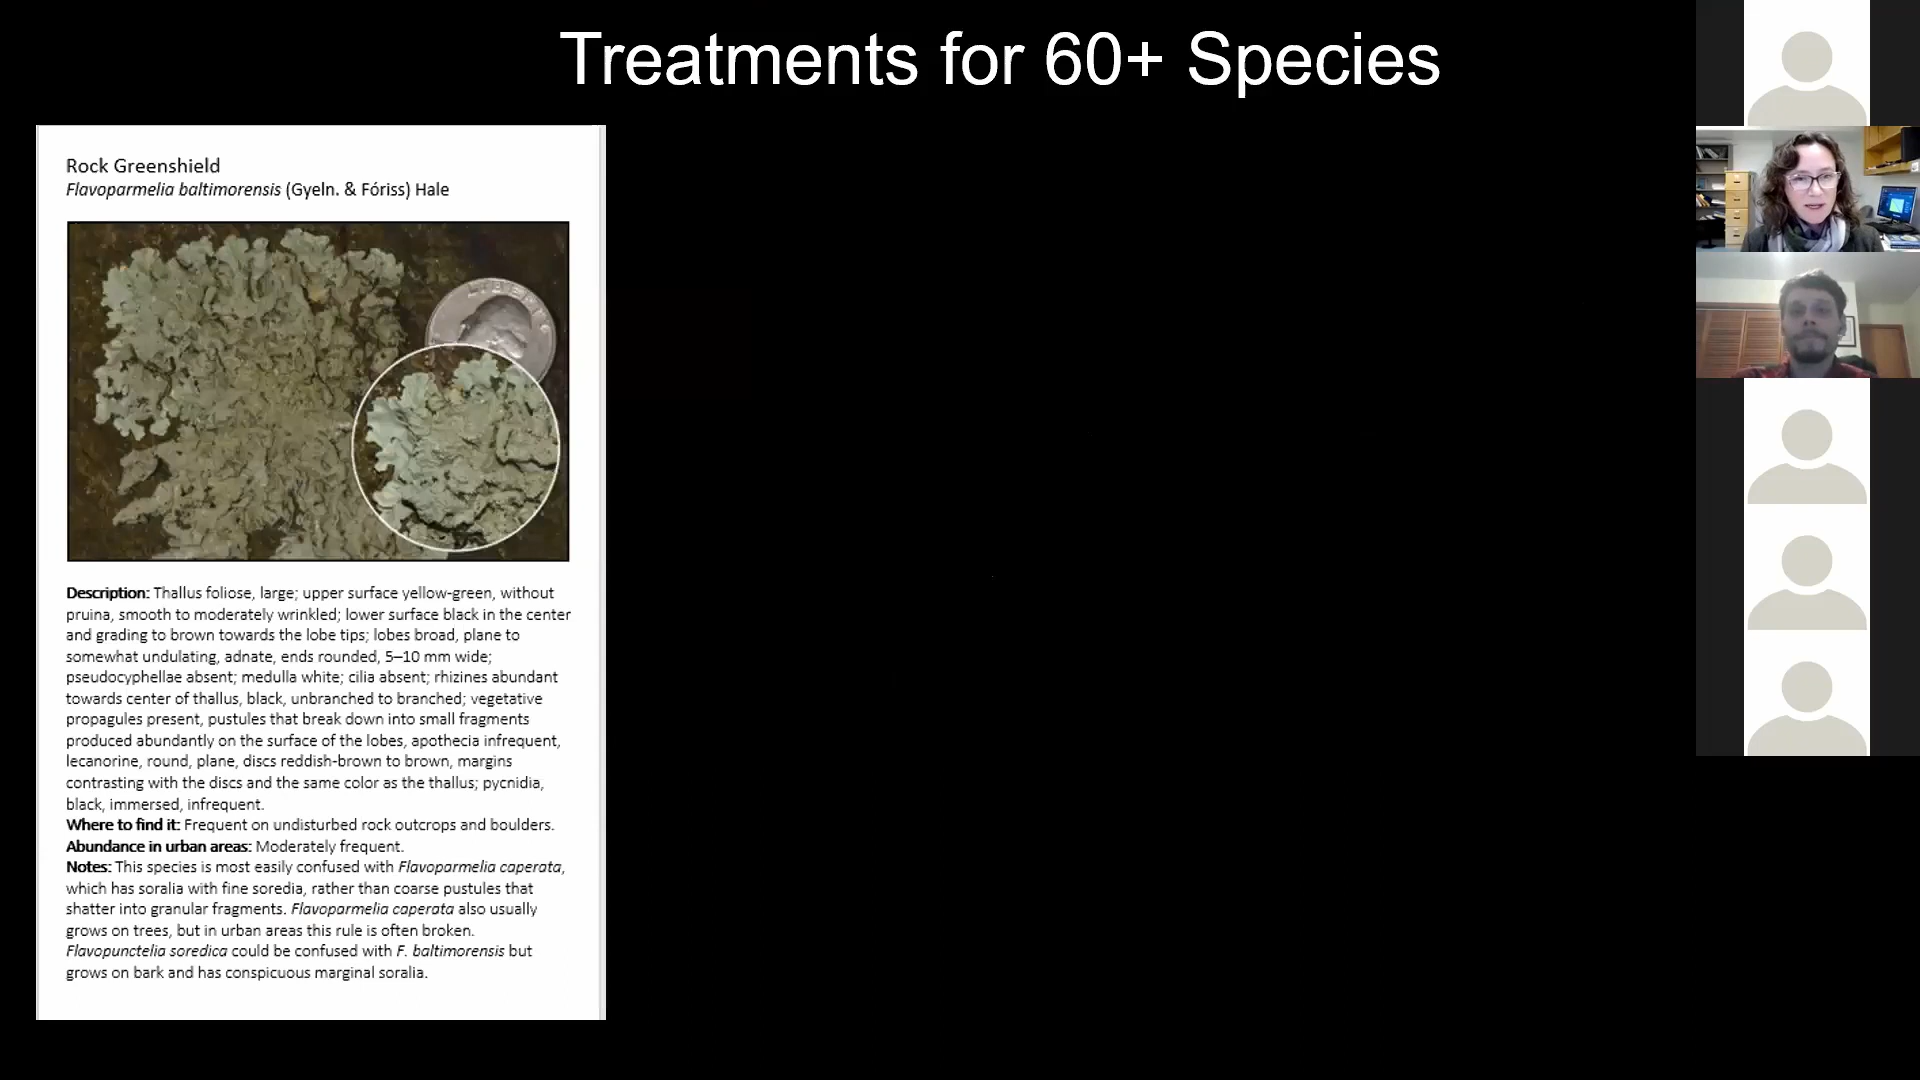 Treatments for 60+ Species
Rock Greenshield
Flavoparmelia baltimorensis (Gyeln. & Fóriss) Hale
LIBERTY
Description: Thallus foliose, large; upper surface yellow-green, without
pruina, smooth to moderately wrinkled; lower surface black in the center
and grading to brown towards the lobe tips; lobes broad, plane to
somewhat undulating, adnate, ends rounded, 5–10 mm wide;
pseudocyphellae absent; medulla white; cilia absent; rhizines abundant
towards center of thallus, black, unbranched to branched; vegetative
propagules present, pustules that break down into small fragments
produced abundantly on the surface of the lobes, apothecia infrequent,
lecanorine, round, plane, discs reddish-brown to brown, margins
contrasting with the discs and the same color as the thallus; pycnidia,
black, immersed, infrequent.
Where to find it: Frequent on undisturbed rock outcrops and boulders.
Abundance in urban areas: Moderately frequent.
Notes: This species is most easily confused with Flavoparmelia caperata,
which has soralia with fine soredia, rather than coarse pustules that
shatter into granular fragments. Flavoparmelia caperata also usually
grows on trees, but in urban areas this rule is often broken.
Flavopunctelia soredica could be confused with F. baltimorensis but
grows on bark and has conspicuous marginal soralia.